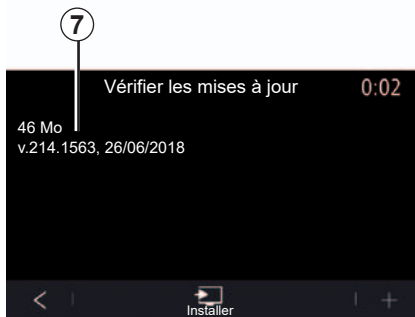 7
Vérifier les mises à jour 0:02
46 Mo
v.214.1563, 26/06/2018
Installer